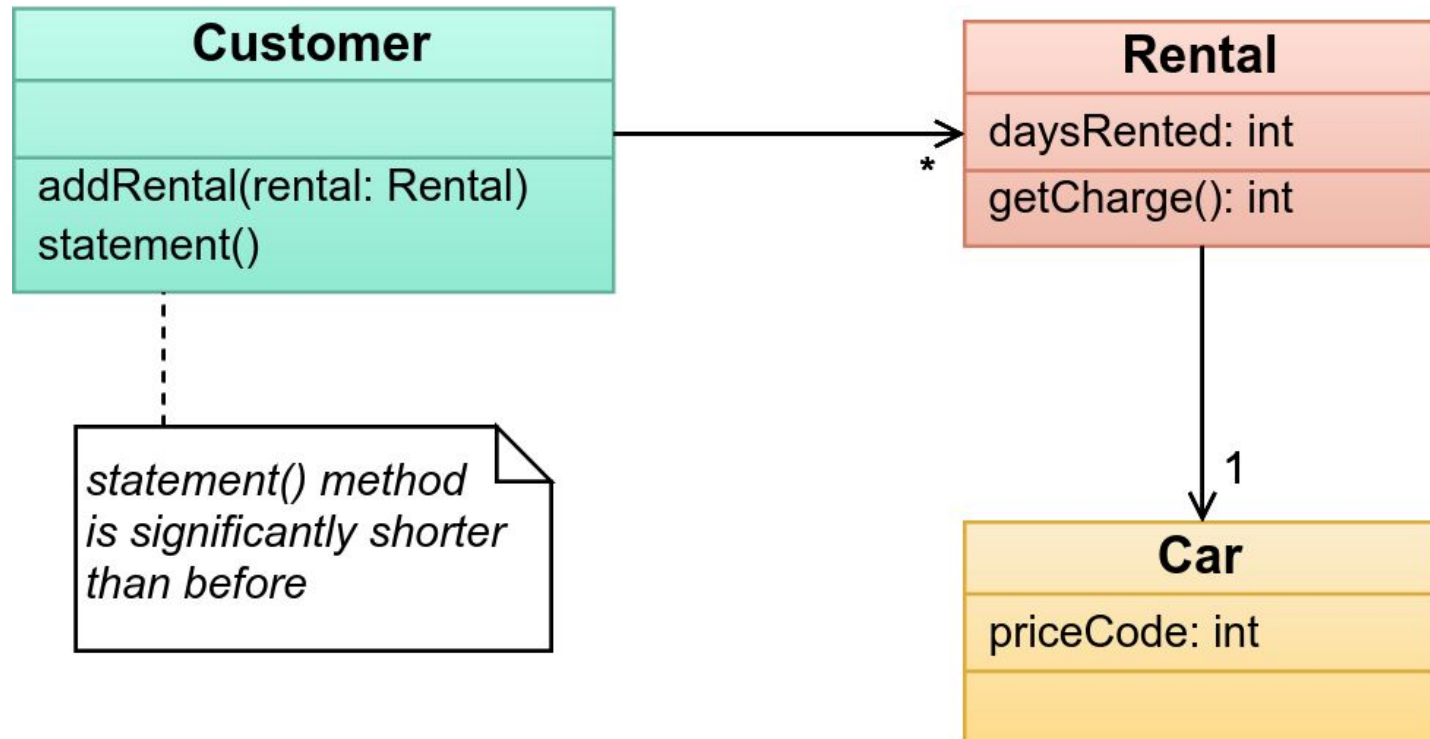 Customer
addRental(rental: Rental)
statement()
*
Rental
daysRented: int
getCharge(): int
statement() method
is significantly shorter
than before
1
Car
priceCode: int